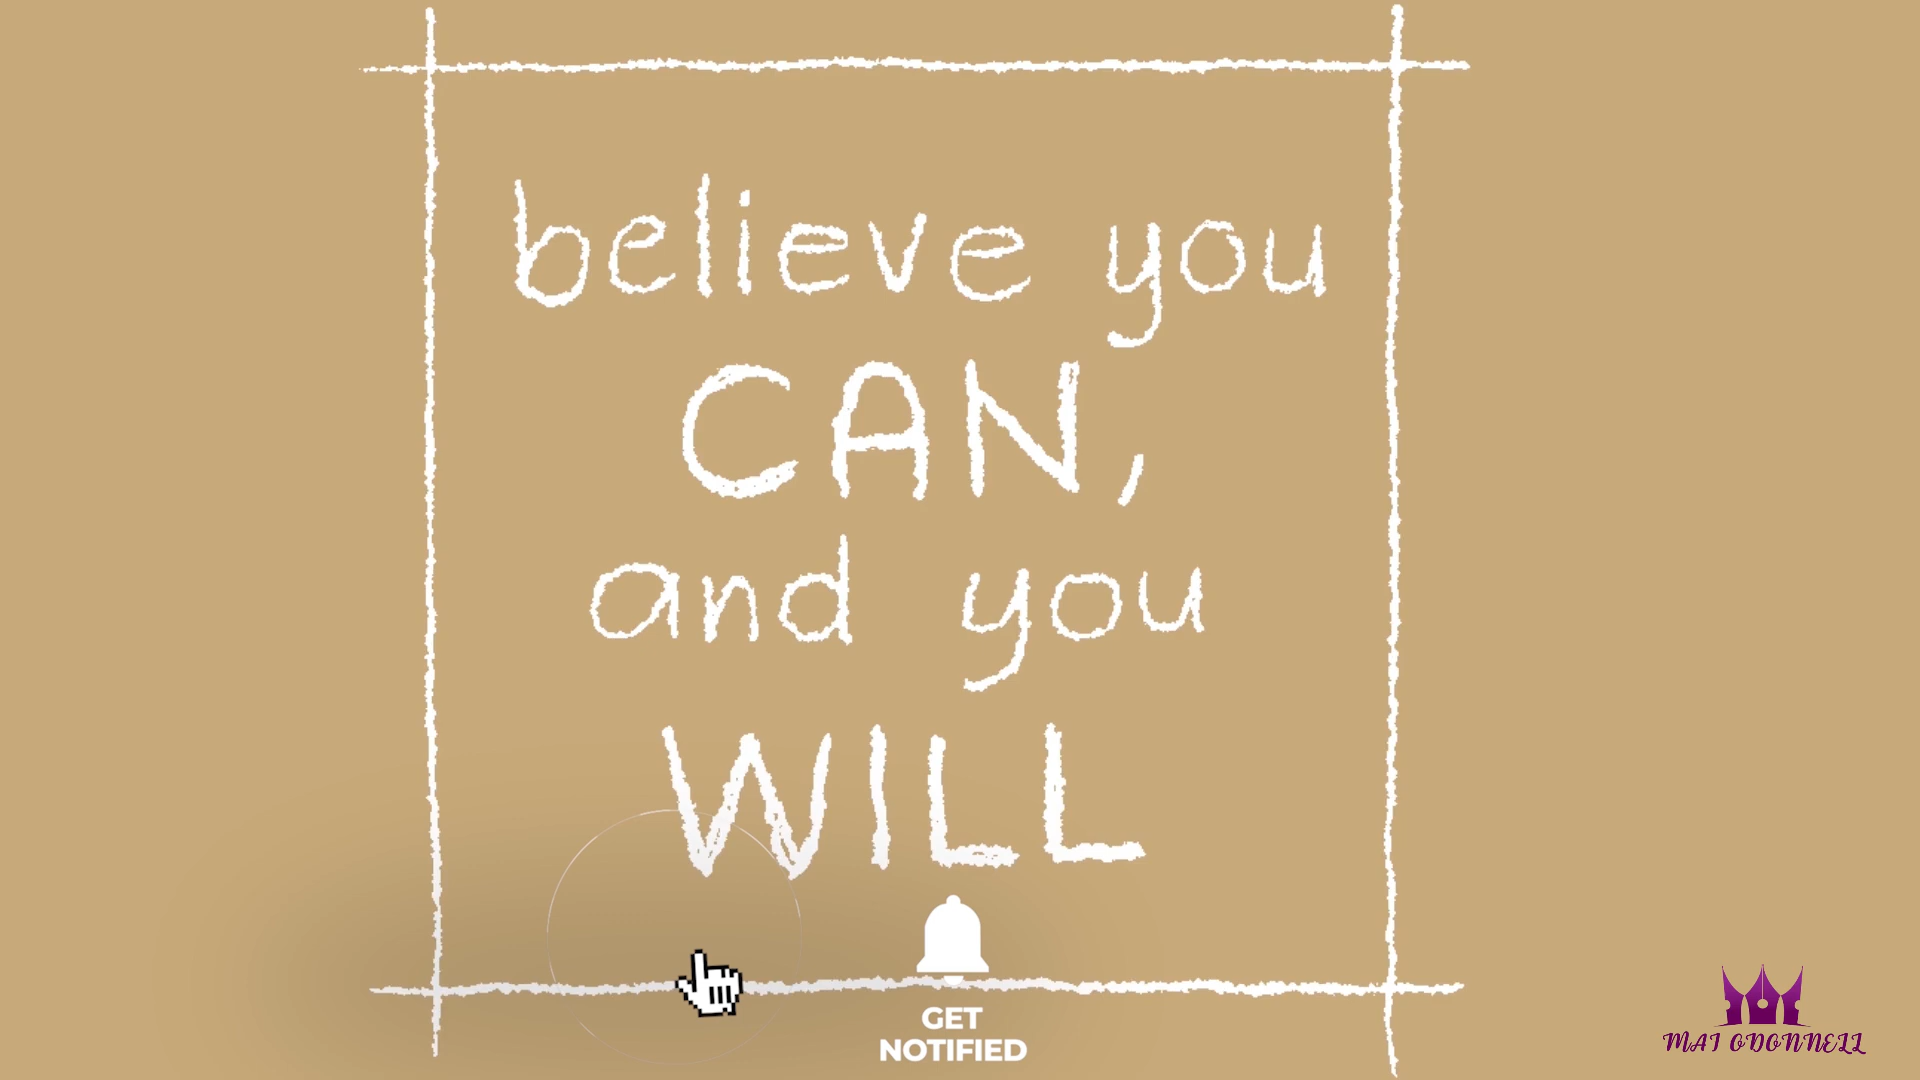 believe you
CAN,
and you
WILL
GET
NOTIFIED
MAI ODONNELL